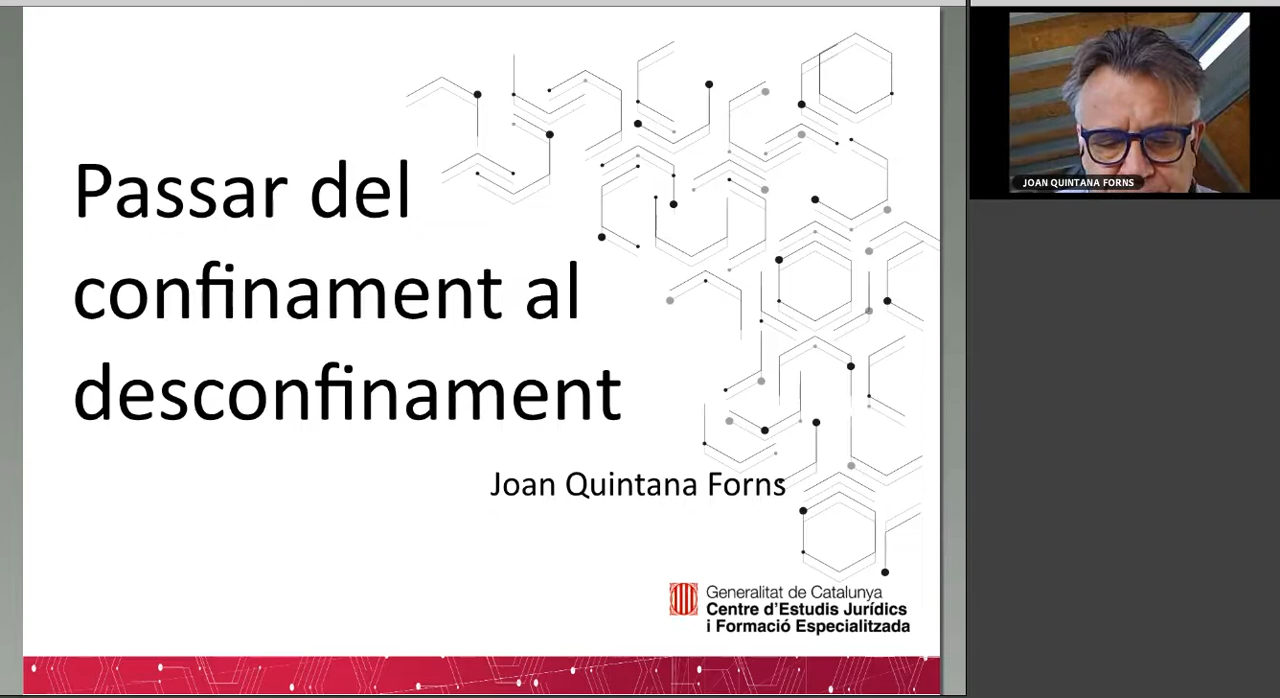 Passar del
confinament al
desconfinament
Joan Quintana Forns
Generalitat de Catalunya
Centre d'Estudis Jurídics
i Formació Especialitzada
JOAN QUINTANA FORNS